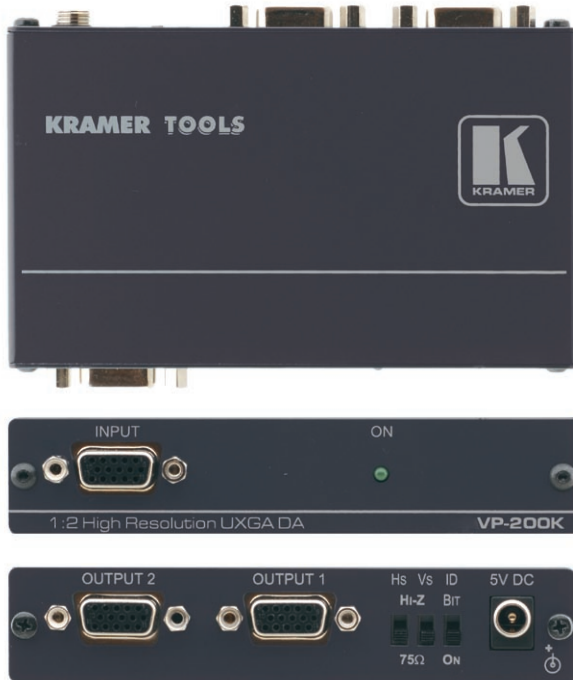 KRAMER TOOLS
KRAMER
INPUT ON
1:2 High Resolution UXGA DA VP-200K
OUTPUT 2 OUTPUT 1 Hs Vs ID 5V DC
HI-Z BIT
75Ω ON
+